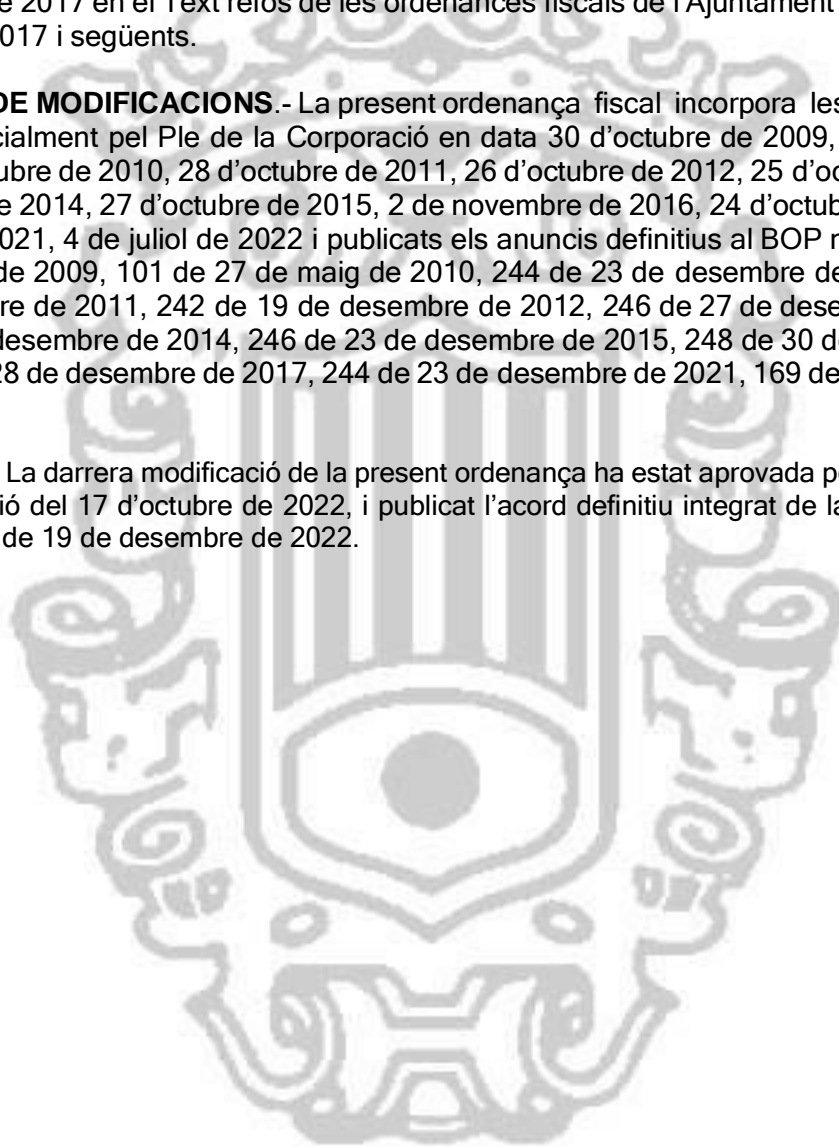 de 2017 en el Text refós de les ordenances fiscals de l'Ajuntament
2017 i següents.
DE MODIFICACIONS.- La present ordenança fiscal incorpora les
cialment pel Ple de la Corporació en data 30 d'octubre de 2009,
ubre de 2010, 28 d'octubre de 2011, 26 d'octubre de 2012, 25 d'oc
e 2014, 27 d'octubre de 2015, 2 de novembre de 2016, 24 d'octub
021, 4 de juliol de 2022 i publicats els anuncis definitius al BOP
de 2009, 101 de 27 de maig de 2010, 244 de 23 de desembre de
re de 2011, 242 de 19 de desembre de 2012, 246 de 27 de dese
desembre de 2014, 246 de 23 de desembre de 2015, 248 de 30 d
28 de desembre de 2017, 244 de 23 de desembre de 2021, 169 de
La darrera modificació de la present ordenança ha estat aprovada p
ió del 17 d'octubre de 2022, i publicat l'acord definitiu integrat de la
de 19 de desembre de 2022.